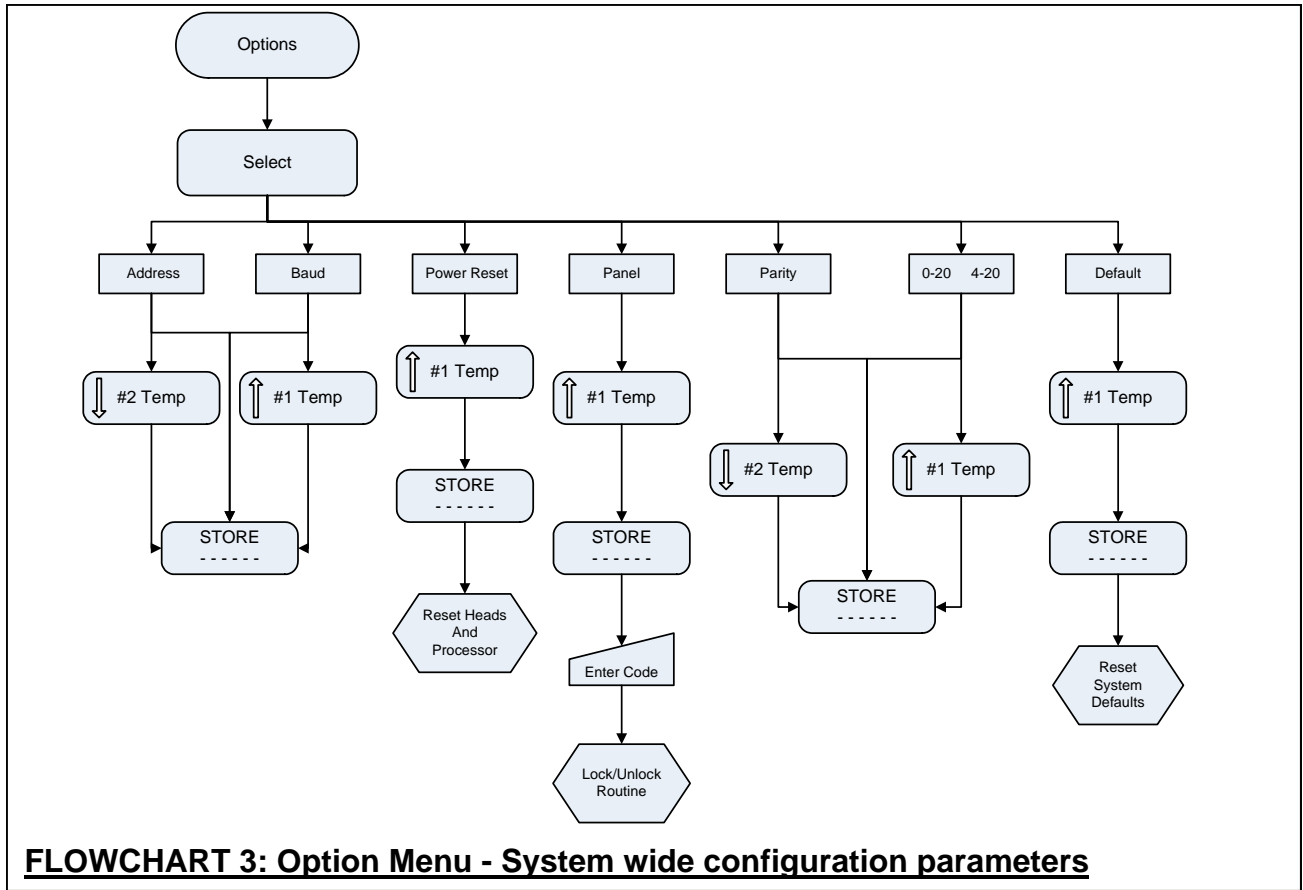 Options
Select
Address
Baud
Power Reset
Panel
Parity
0-20 4-20
Default
#2 Temp
#1 Temp
#1 Temp
#1 Temp
#2 Temp
#1 Temp
#1 Temp
STORE
- - - - - -
STORE
- - - - - -
STORE
- - - - - -
STORE
- - - - - -
STORE
- - - - - -
Reset Heads
And
Processor
Enter Code
Reset
System
Defaults
Lock/Unlock
Routine
FLOWCHART 3: Option Menu - System wide configuration parameters